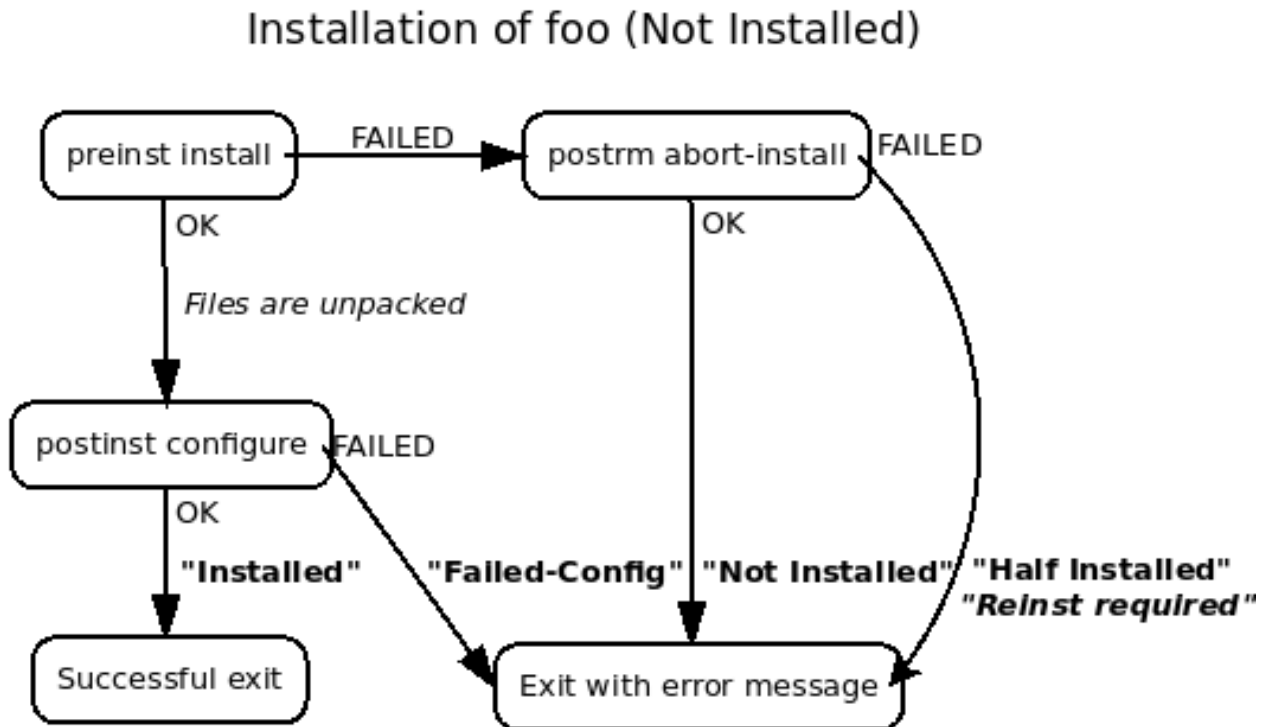 Installation of foo (Not Installed)
preinst install
FAILED
postrm abort-install
FAILED
OK
OK
Files are unpacked
postinst configure
FAILED
OK
"Installed"
"Failed-Config"
"Not Installed"
"Half Installed"
"Reinst required"
Successful exit
Exit with error message